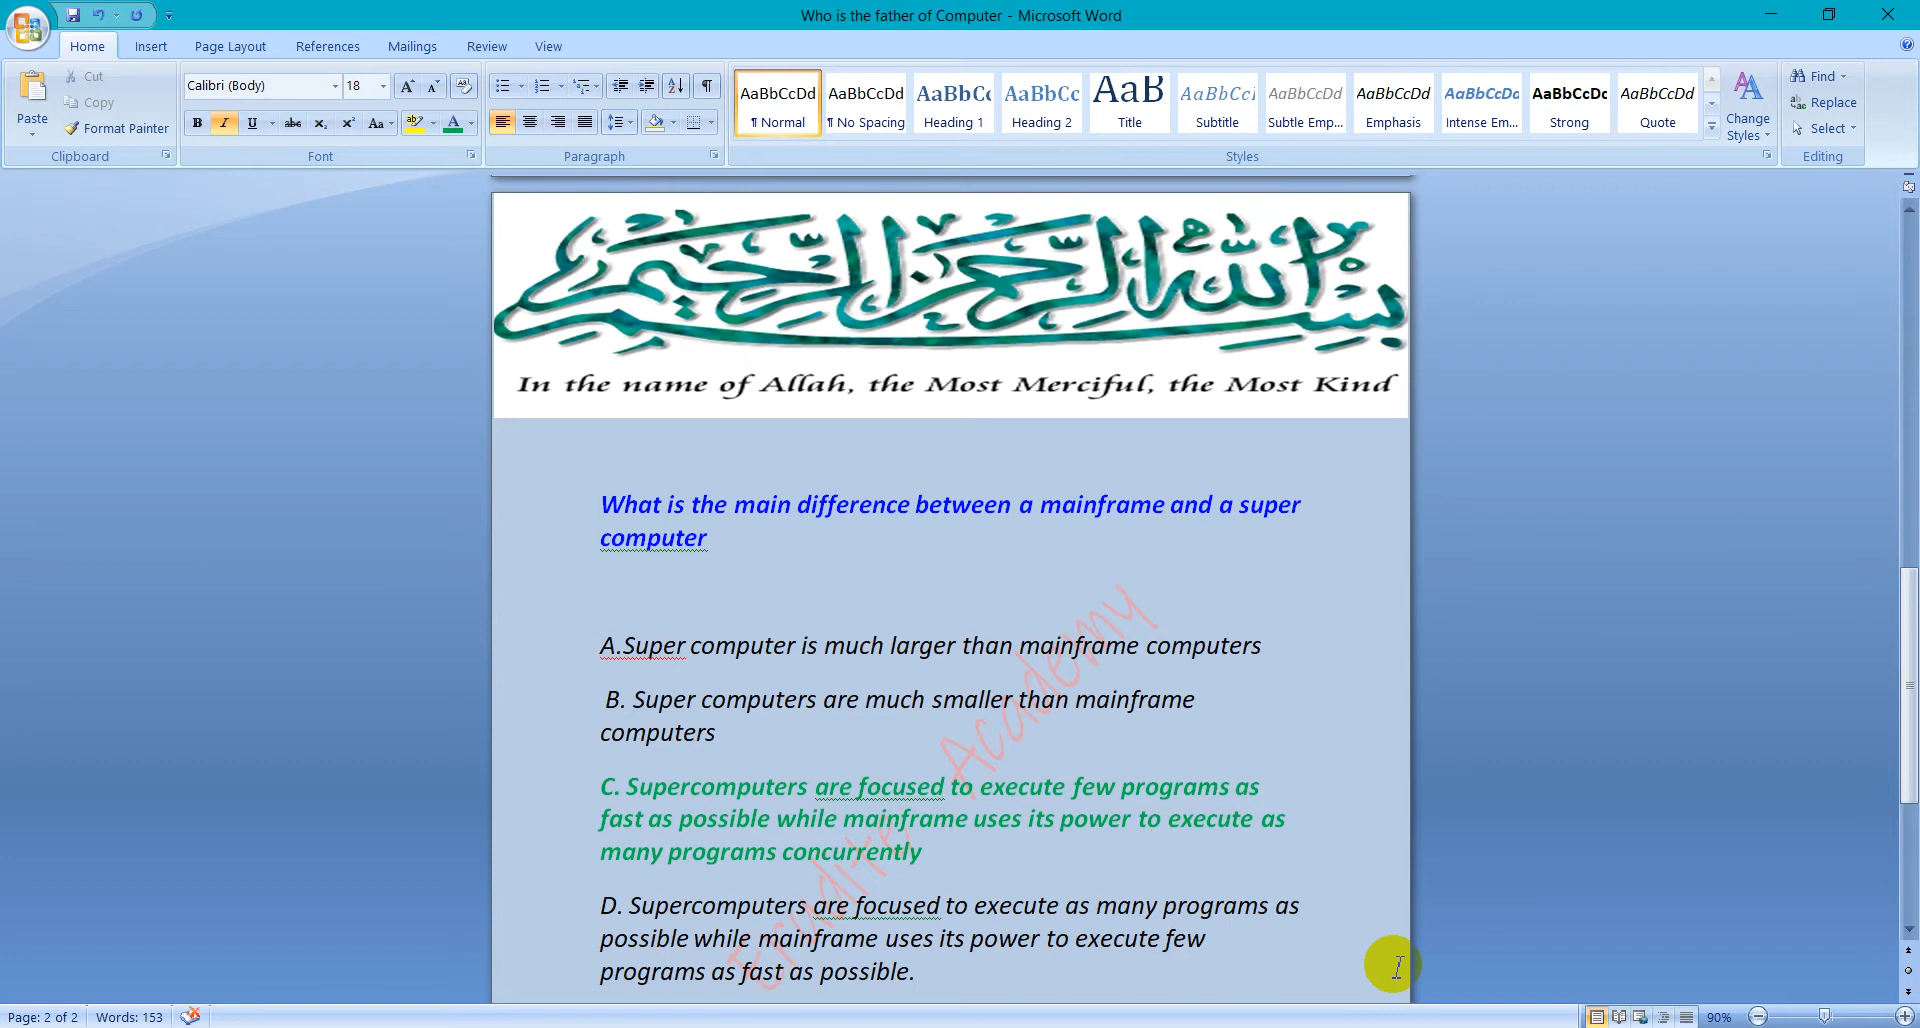 Who is the father of Computer - Microsoft Word
Home Insert Page Layout References Mailings Review View
Paste
Cut
Copy
Format Painter
Clipboard
Calibri (Body) 18
B I U abc x₂ x² Aa
Font
Paragraph
AaBbCcDd AaBbCcDd AaBbCc AaBbCc AaB AaBbCcl AaBbCcDd AaBbCcDd AaBbCcDd AaBbCcDd AaBbCcDd
¶ Normal ¶ No Spacing Heading 1 Heading 2 Title Subtitle Subtle Emp... Emphasis Intense Em... Strong Quote
Change Styles
Styles
Find
Replace
Select
Editing
بسم الله الرحمن الرحيم
In the name of Allah, the Most Merciful, the Most Kind
What is the main difference between a mainframe and a super
computer
A.Super computer is much larger than mainframe computers
B. Super computers are much smaller than mainframe
computers
C. Supercomputers are focused to execute few programs as
fast as possible while mainframe uses its power to execute as
many programs concurrently
D. Supercomputers are focused to execute as many programs as
possible while mainframe uses its power to execute few
programs as fast as possible.
Erudite Academy
Page: 2 of 2 Words: 153 90%